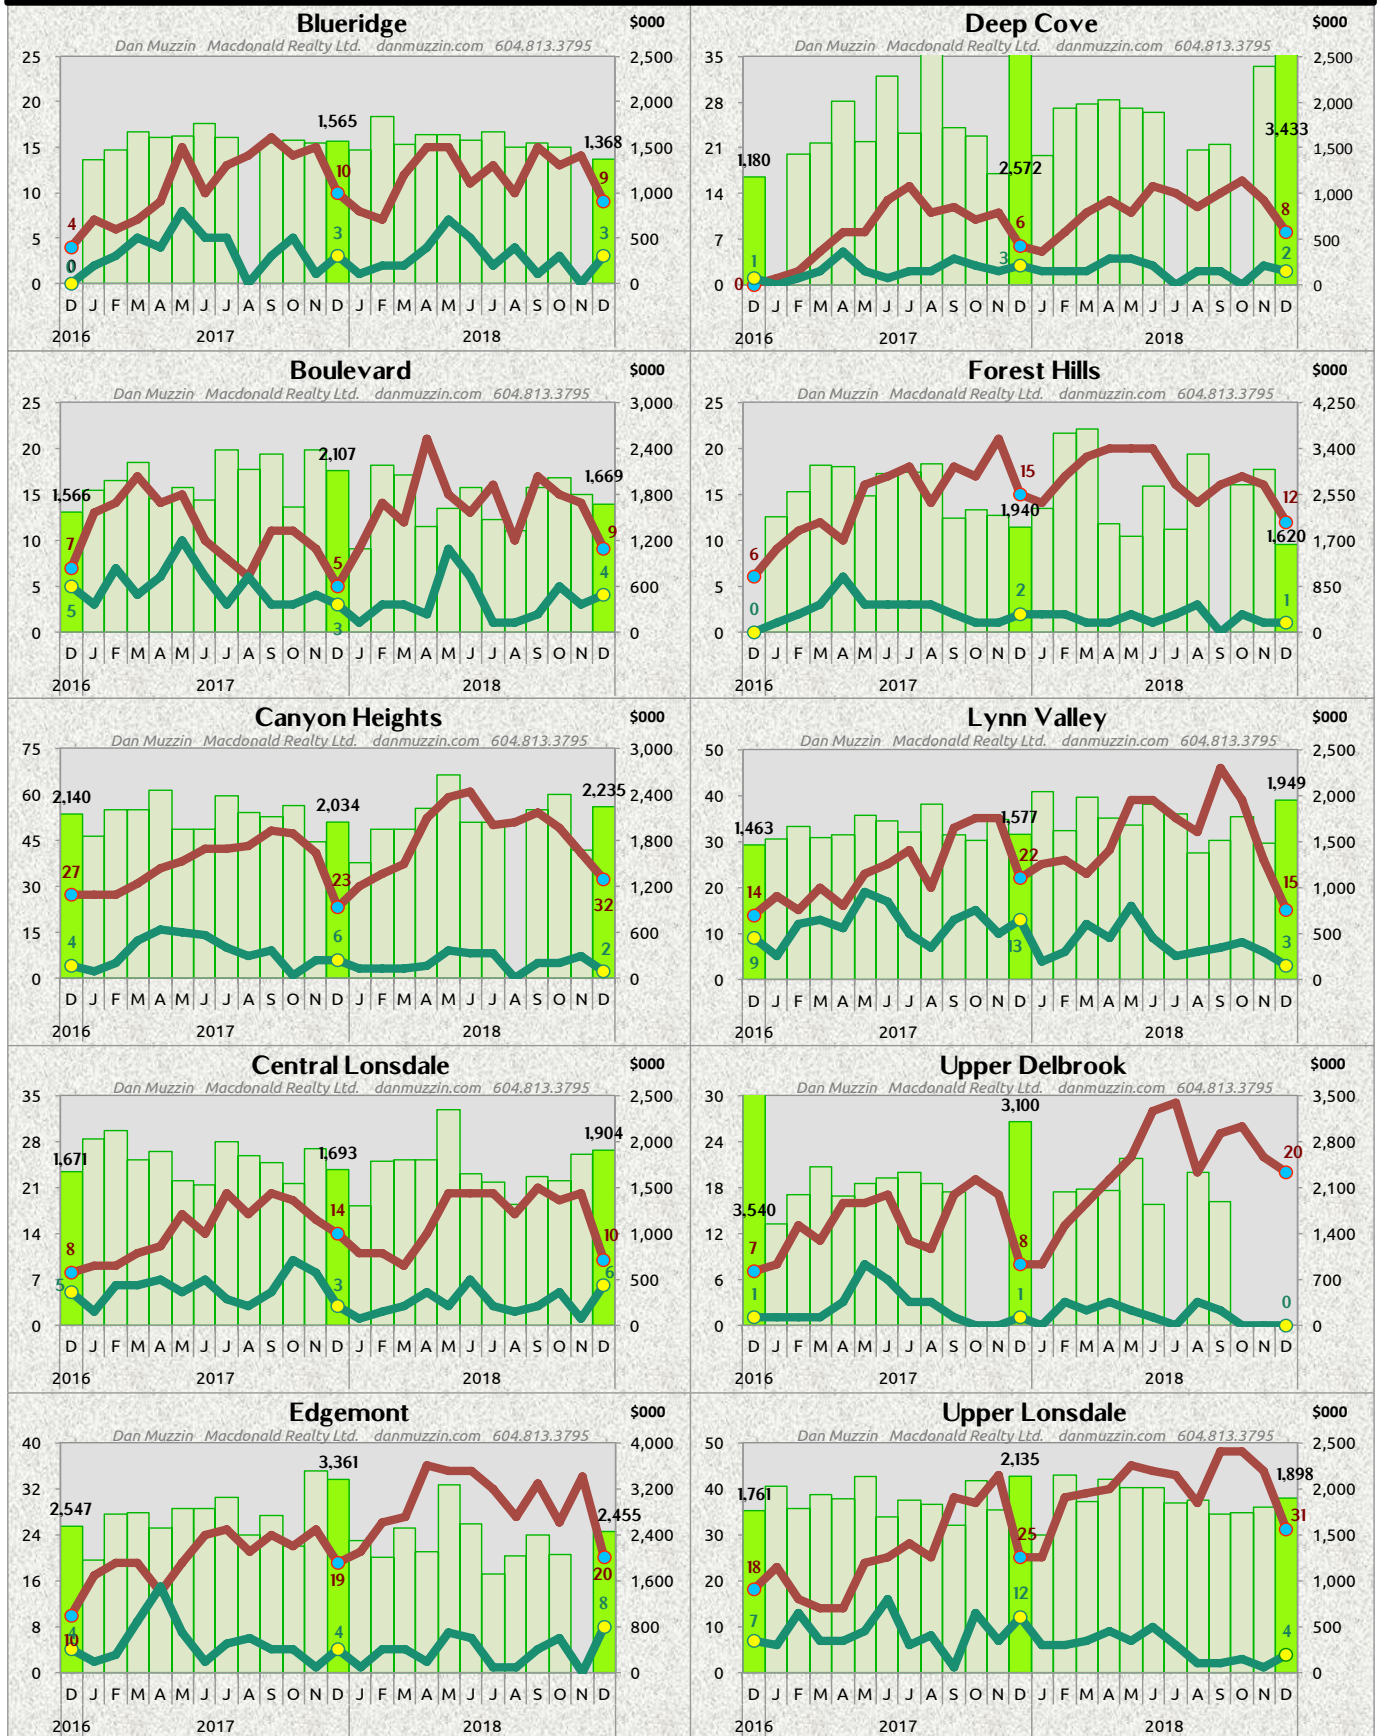 Blueridge $000
Dan Muzzin Macdonald Realty Ltd. danmuzzin.com 604.813.3795
25 2,500
20 2,000
15 1,500
10 1,000
5 500
0 0
1,565 1,368
4 10 9
0 3 3
D J F M A M J J A S O N D J F M A M J J A S O N D
2016 2017 2018
Deep Cove $000
Dan Muzzin Macdonald Realty Ltd. danmuzzin.com 604.813.3795
35 2,500
28 2,000
21 1,500
14 1,000
7 500
0 0
1,180 2,572 3,433
0 6 8
1 3 2
D J F M A M J J A S O N D J F M A M J J A S O N D
2016 2017 2018
Boulevard $000
Dan Muzzin Macdonald Realty Ltd. danmuzzin.com 604.813.3795
25 3,000
20 2,400
15 1,800
10 1,200
5 600
0 0
1,566 2,107 1,669
7 5 9
5 3 4
D J F M A M J J A S O N D J F M A M J J A S O N D
2016 2017 2018
Forest Hills $000
Dan Muzzin Macdonald Realty Ltd. danmuzzin.com 604.813.3795
25 4,250
20 3,400
15 2,550
10 1,700
5 850
0 0
6 15 12
1,940 1,620
0 2 1
D J F M A M J J A S O N D J F M A M J J A S O N D
2016 2017 2018
Canyon Heights $000
Dan Muzzin Macdonald Realty Ltd. danmuzzin.com 604.813.3795
75 3,000
60 2,400
45 1,800
30 1,200
15 600
0 0
2,140 2,034 2,235
27 23 32
4 6 2
D J F M A M J J A S O N D J F M A M J J A S O N D
2016 2017 2018
Lynn Valley $000
Dan Muzzin Macdonald Realty Ltd. danmuzzin.com 604.813.3795
50 2,500
40 2,000
30 1,500
20 1,000
10 500
0 0
1,463 1,577 1,949
14 22 15
9 13 3
D J F M A M J J A S O N D J F M A M J J A S O N D
2016 2017 2018
Central Lonsdale $000
Dan Muzzin Macdonald Realty Ltd. danmuzzin.com 604.813.3795
35 2,500
28 2,000
21 1,500
14 1,000
7 500
0 0
1,671 1,693 1,904
8 14 10
5 3 6
D J F M A M J J A S O N D J F M A M J J A S O N D
2016 2017 2018
Upper Delbrook $000
Dan Muzzin Macdonald Realty Ltd. danmuzzin.com 604.813.3795
30 3,500
24 2,800
18 2,100
12 1,400
6 700
0 0
3,540 3,100
7 8 20
1 1 0
D J F M A M J J A S O N D J F M A M J J A S O N D
2016 2017 2018
Edgemont $000
Dan Muzzin Macdonald Realty Ltd. danmuzzin.com 604.813.3795
40 4,000
32 3,200
24 2,400
16 1,600
8 800
0 0
2,547 3,361 2,455
10 19 20
4 4 8
D J F M A M J J A S O N D J F M A M J J A S O N D
2016 2017 2018
Upper Lonsdale $000
Dan Muzzin Macdonald Realty Ltd. danmuzzin.com 604.813.3795
50 2,500
40 2,000
30 1,500
20 1,000
10 500
0 0
1,761 2,135 1,898
18 25 31
7 12 4
D J F M A M J J A S O N D J F M A M J J A S O N D
2016 2017 2018